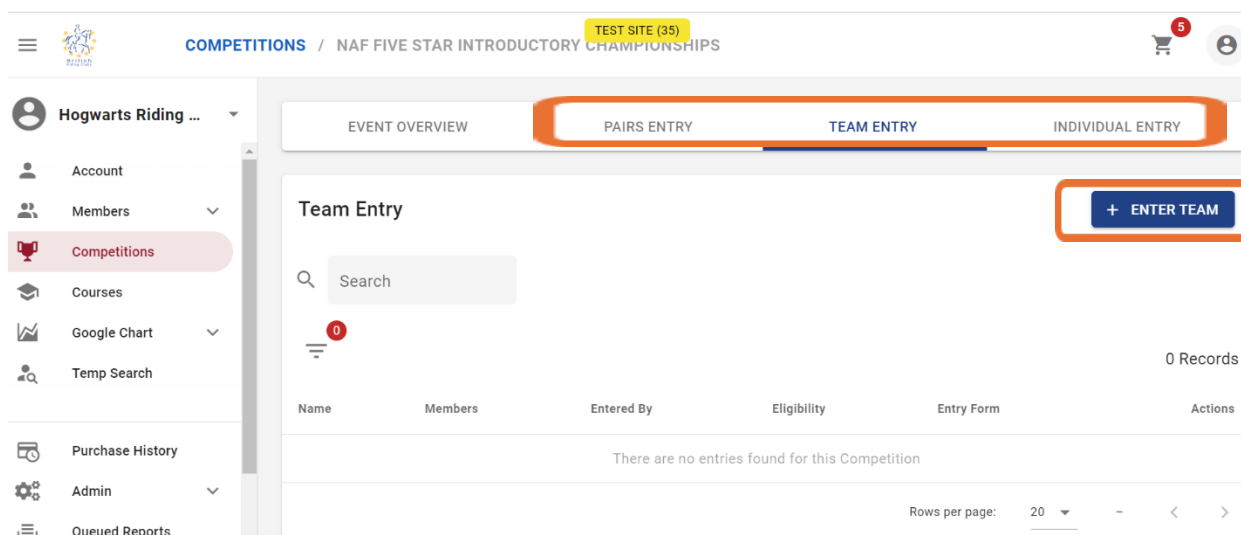 TEST SITE (35)
5
COMPETITIONS / NAF FIVE STAR INTRODUCTORY CHAMPIONSHIPS
British
Hogwarts Riding ...
EVENT OVERVIEW
PAIRS ENTRY
TEAM ENTRY
INDIVIDUAL ENTRY
Account
Members
Competitions
Courses
Google Chart
Temp Search
Purchase History
Admin
Queued Reports
Team Entry
+ ENTER TEAM
Search
0
0 Records
Name
Members
Entered By
Eligibility
Entry Form
Actions
There are no entries found for this Competition
Rows per page:
20
–